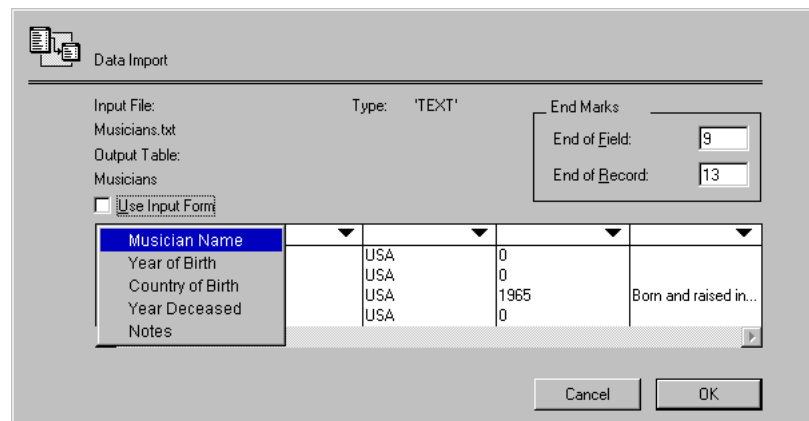 Data Import
Input File:
Type: 'TEXT'
End Marks
Musicians.txt
End of Field: 9
Output Table:
Musicians
End of Record: 13
Use Input Form
Musician Name
Year of Birth
Country of Birth
Year Deceased
Notes
USA 0
USA 0
USA 1965 Born and raised in...
USA 0
Cancel OK